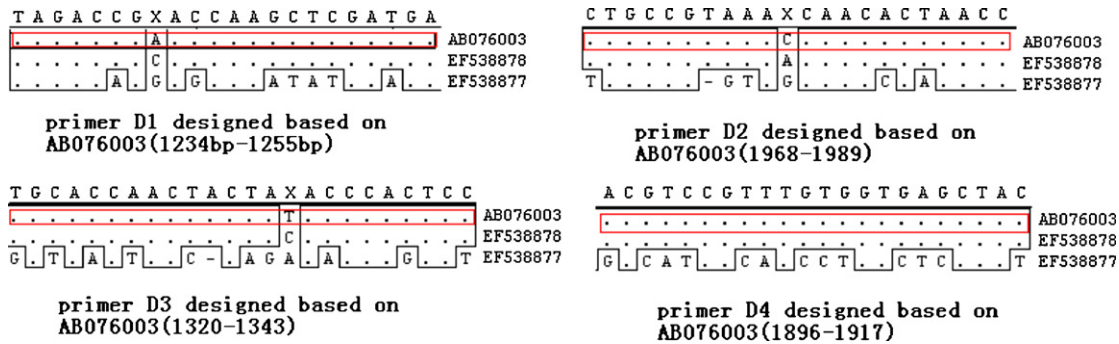 T A G A C C G X A C C A A G C T C G A T G A
. . . . . . . A . . . . . . . . . . . . . . AB076003
. . . . . . . C . . . . . . . . . . . . . . EF538878
. . . . . A . G . G . . . A T A T . . A . . EF538877
primer D1 designed based on
AB076003(1234bp-1255bp)
C T G C C G T A A A X C A A C A C T A A C C
. . . . . . . . . . C . . . . . . . . . . . AB076003
. . . . . . . . . . A . . . . . . . . . . . EF538878
T . . . . . - G T . G . . . . C . A . . . . EF538877
primer D2 designed based on
AB076003(1968-1989)
T G C A C C A A C T A C T A X A C C C A C T C C
. . . . . . . . . . . . . . T . . . . . . . . . AB076003
. . . . . . . . . . . . . . C . . . . . . . . . EF538878
G . T . A . T . . C - . A G A . A . . . G . . T EF538877
primer D3 designed based on
AB076003(1320-1343)
A C G T C C G T T T G T G G T G A G C T A C
. . . . . . . . . . . . . . . . . . . . . . AB076003
. . . . . . . . . . . . . . . . . . . . . . EF538878
G . C A T . . C A . C C T . . C T C . . . T EF538877
primer D4 designed based on
AB076003(1896-1917)